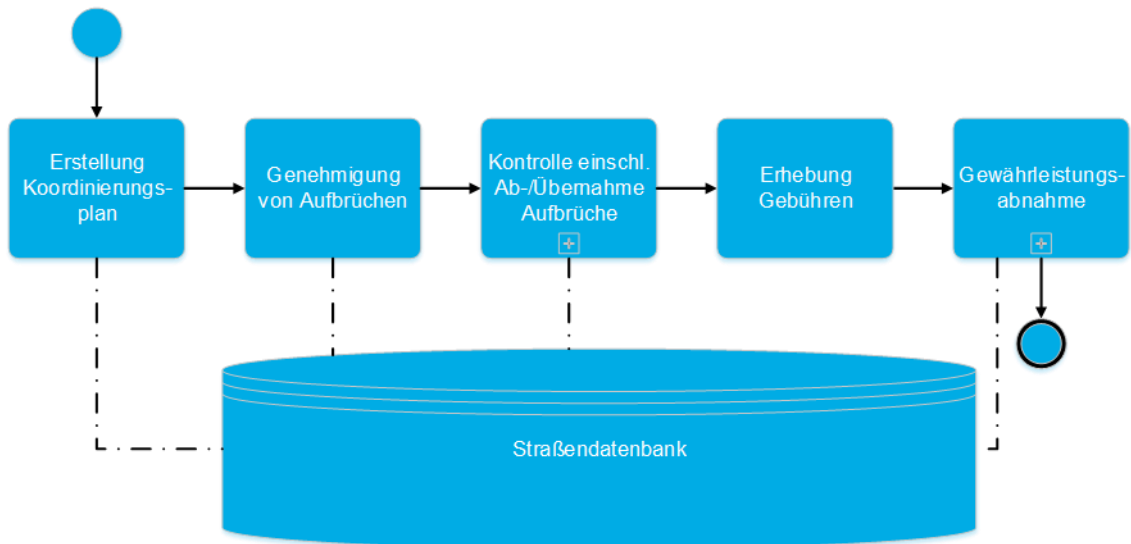 Erstellung
Koordinierungs-
plan
Genehmigung
von Aufbrüchen
Kontrolle einschl.
Ab-/Übernahme
Aufbrüche
Erhebung
Gebühren
Gewährleistungs-
abnahme
Straßendatenbank